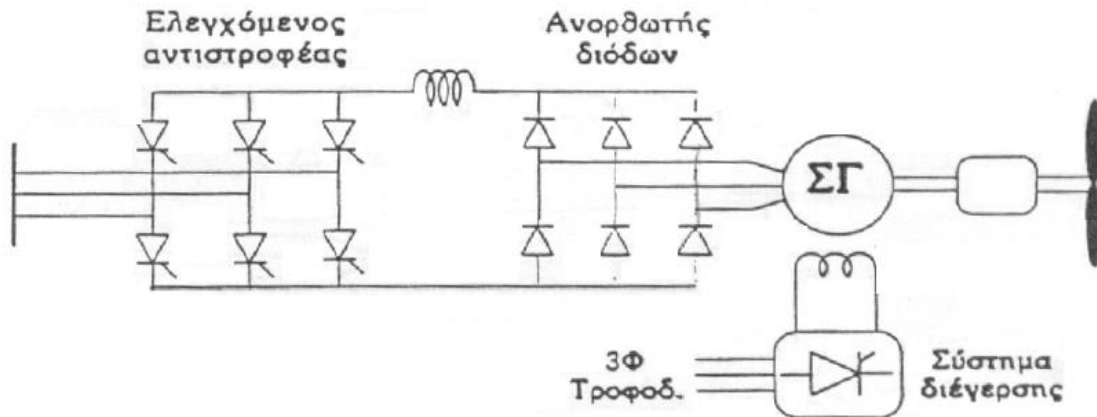 Ελεγχόμενος
αντιστροφέας
Ανορθωτής
διόδων
ΣΓ
3Φ
Τροφοδ.
Σύστημα
διέγερσης